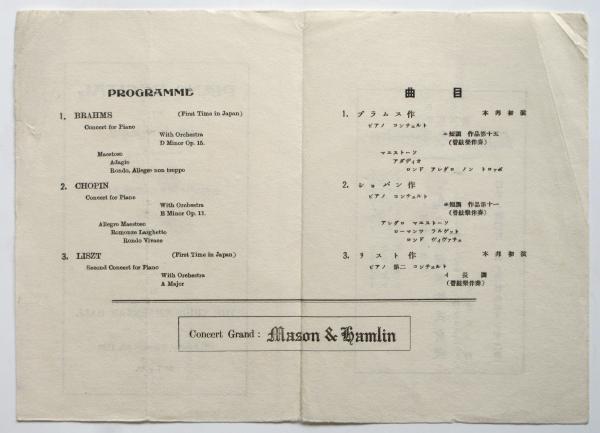 PROGRAMME
1. BRAHMS (First Time in Japan)
Concert for Piano
With Orchestra
D Minor Op. 15.
Maestoso
Adagio
Rondo, Allegro non troppo
2. CHOPIN
Concert for Piano
With Orchestra
E Minor Op. 11.
Allegro Maestoso
Romonze Larghetto
Rondo Vivace
3. LISZT (First Time in Japan)
Second Concert for Piano
With Orchestra
A Major
曲目
1. ブラムス作 本邦初演
ピアノ コンチェルト
ニ短調 作品第十五
(管絃樂伴奏)
マエストーソ
アダヂィオ
ロンド アレグロ ノン トロッポ
2. ショパン作
ピアノ コンチェルト
ホ短調 作品第十一
(管絃樂伴奏)
アレグロ マエストーソ
ローマンツ ラルゲット
ロンド ヴィヴァチェ
3. リスト作 本邦初演
ピアノ 第二 コンチェルト
イ長調
(管絃樂伴奏)
Concert Grand : Mason & Hamlin